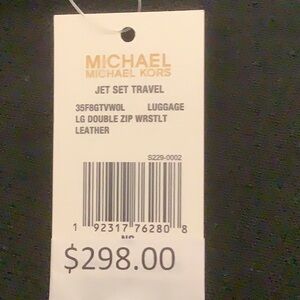 MICHAEL
MICHAEL KORS
JET SET TRAVEL
35F8GTVW0L LUGGAGE
LG DOUBLE ZIP WRSTLT
LEATHER
S229-0002
1 92317 76280 8
$298.00